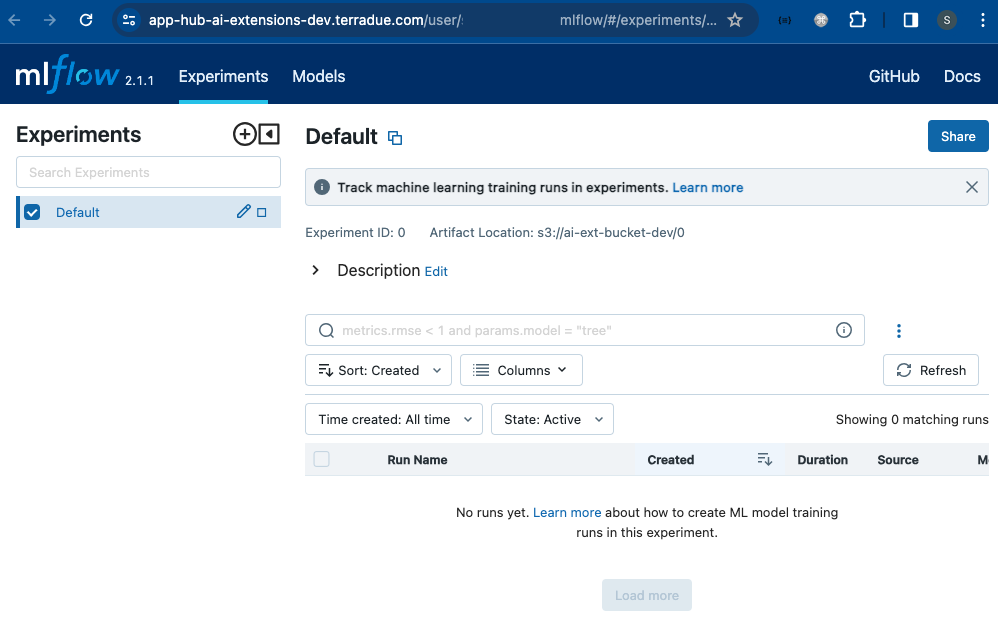 app-hub-ai-extensions-dev.terradue.com/user/ mlflow/#/experiments/...
S
mlflow 2.1.1 Experiments Models GitHub Docs
Experiments
Search Experiments
Default
Default
Share
Track machine learning training runs in experiments. Learn more
Experiment ID: 0 Artifact Location: s3://ai-ext-bucket-dev/0
Description Edit
metrics.rmse < 1 and params.model = "tree"
Sort: Created Columns Refresh
Time created: All time State: Active Showing 0 matching runs
Run Name Created Duration Source
No runs yet. Learn more about how to create ML model training
runs in this experiment.
Load more